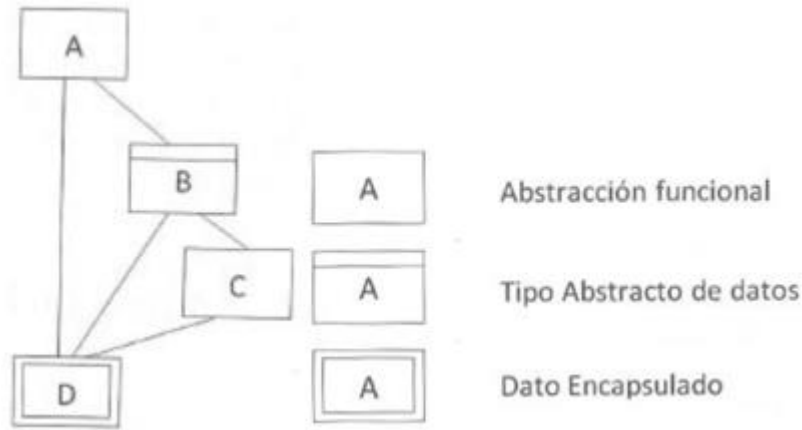 A
B
A Abstracción funcional
C
A Tipo Abstracto de datos
D
A Dato Encapsulado